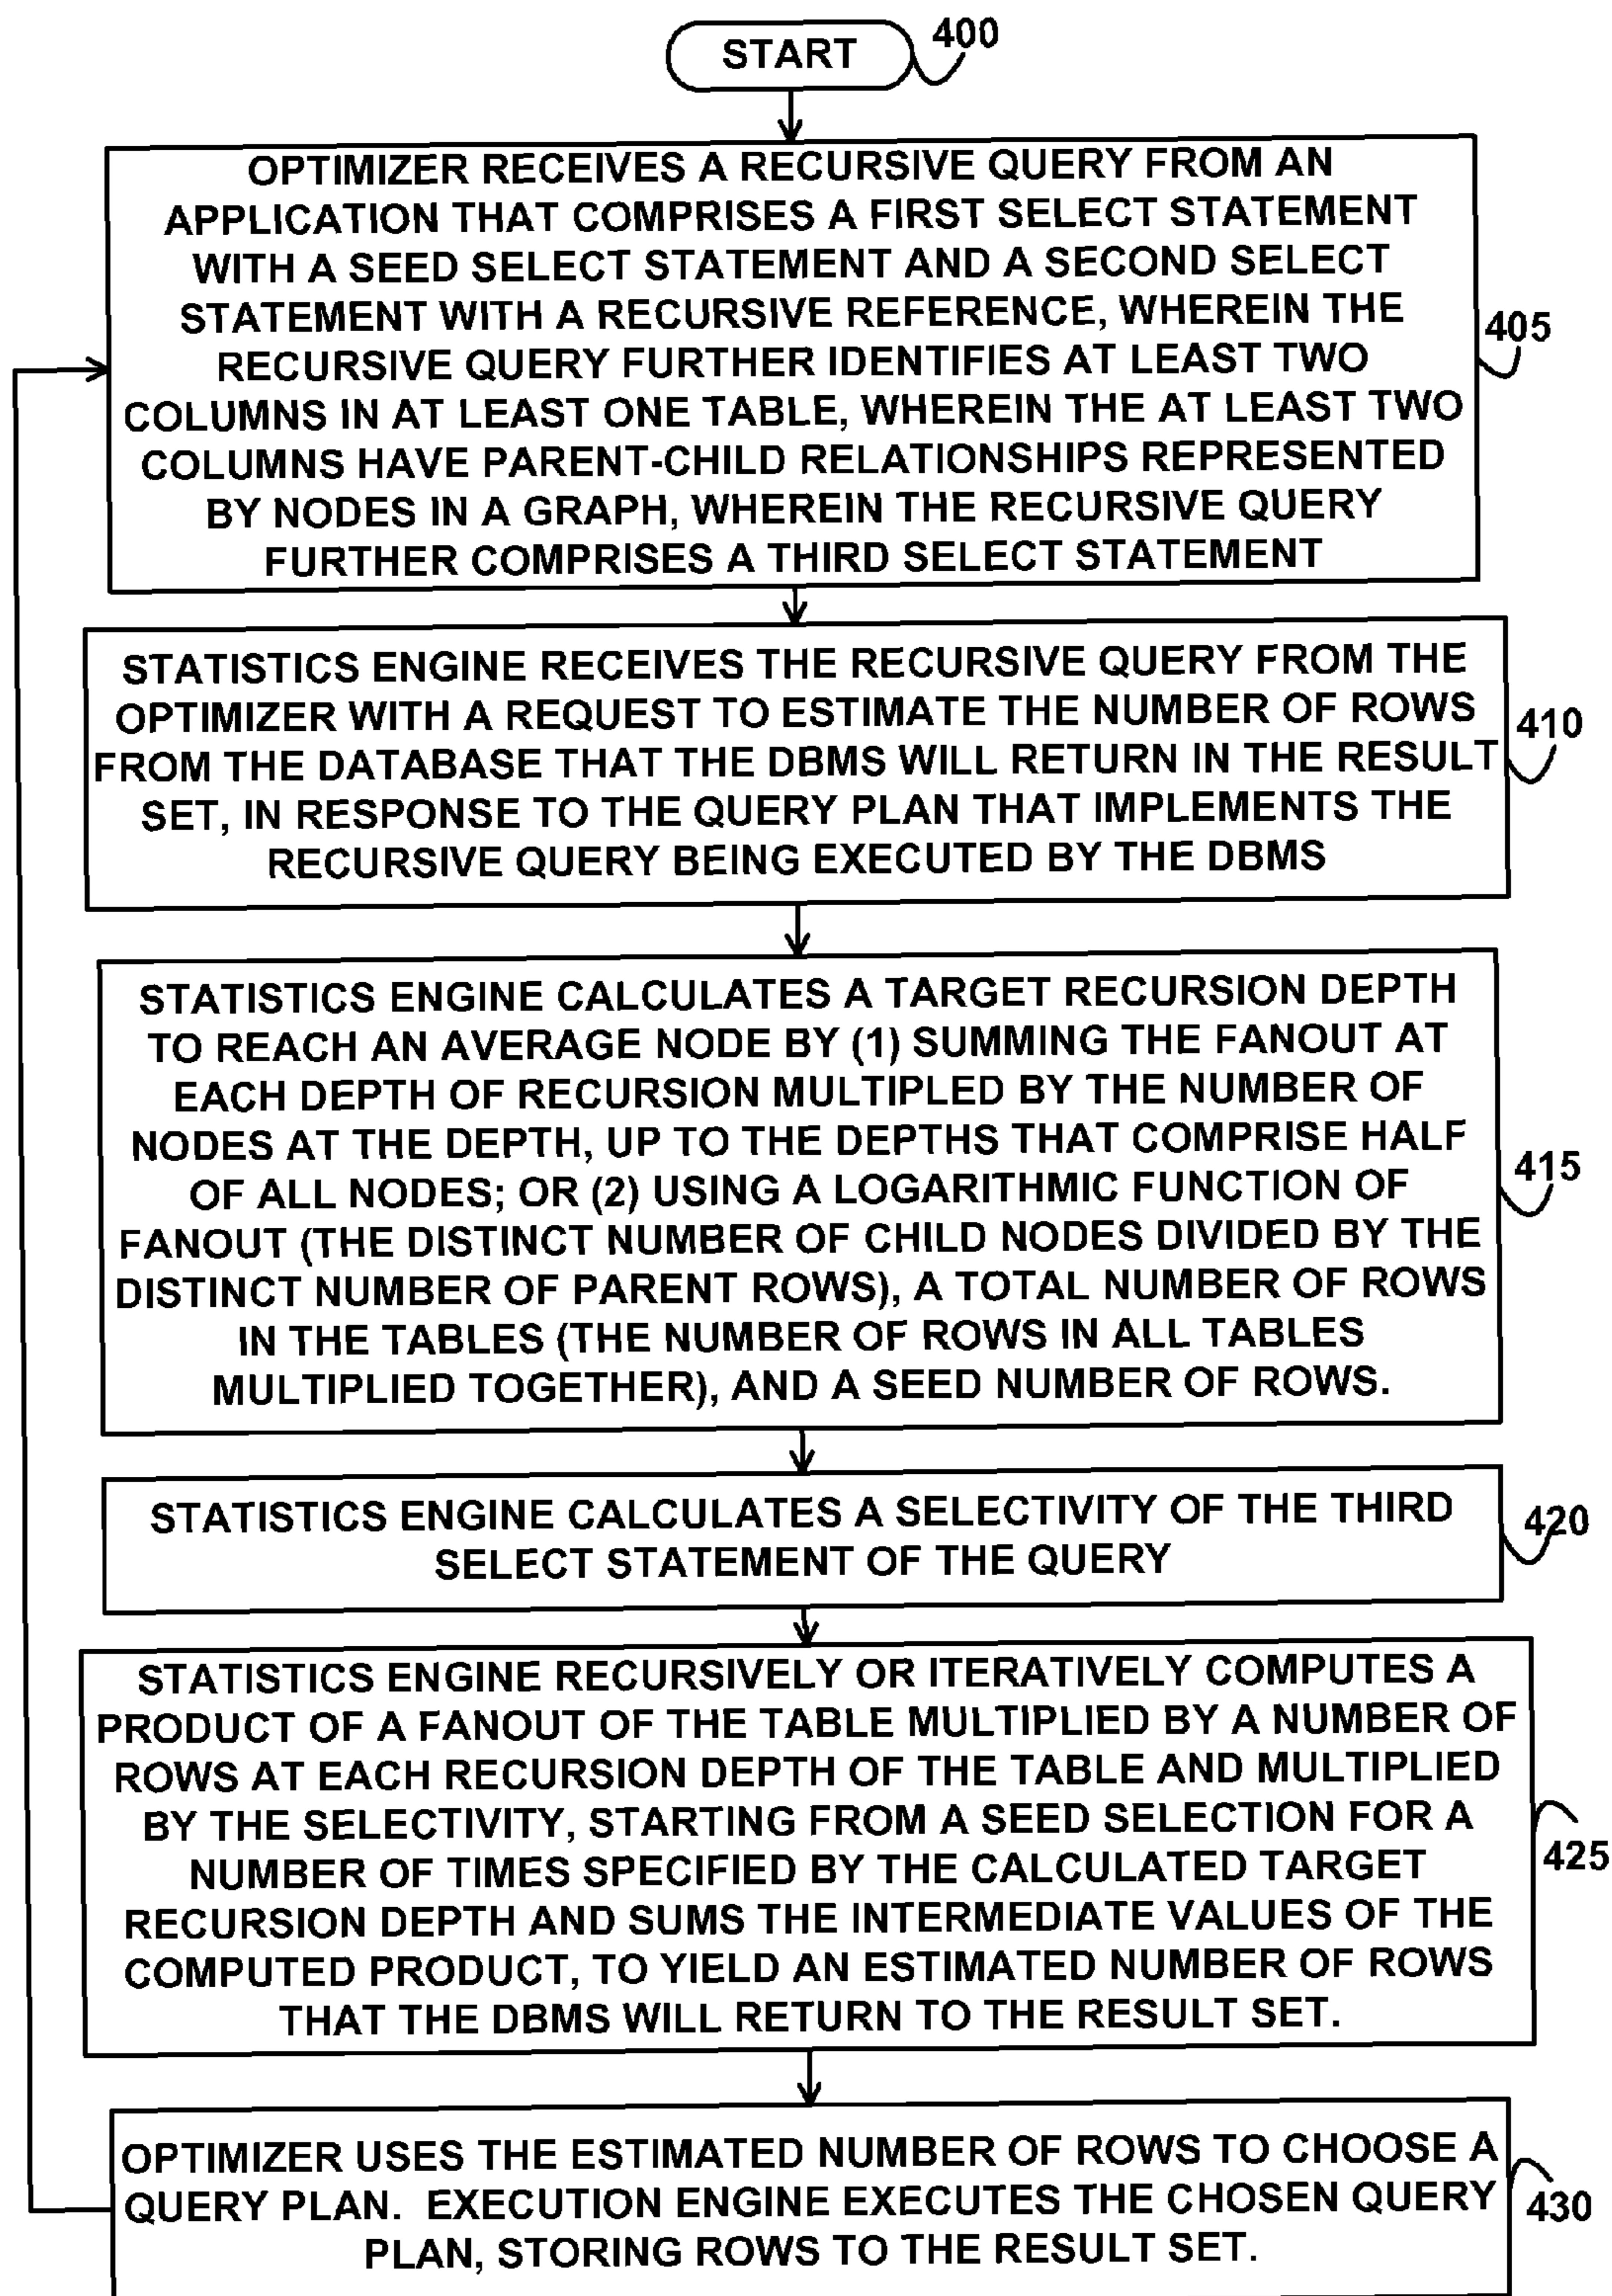 START
400
OPTIMIZER RECEIVES A RECURSIVE QUERY FROM AN
APPLICATION THAT COMPRISES A FIRST SELECT STATEMENT
WITH A SEED SELECT STATEMENT AND A SECOND SELECT
STATEMENT WITH A RECURSIVE REFERENCE, WHEREIN THE
RECURSIVE QUERY FURTHER IDENTIFIES AT LEAST TWO
COLUMNS IN AT LEAST ONE TABLE, WHEREIN THE AT LEAST TWO
COLUMNS HAVE PARENT-CHILD RELATIONSHIPS REPRESENTED
BY NODES IN A GRAPH, WHEREIN THE RECURSIVE QUERY
FURTHER COMPRISES A THIRD SELECT STATEMENT
405
STATISTICS ENGINE RECEIVES THE RECURSIVE QUERY FROM THE
OPTIMIZER WITH A REQUEST TO ESTIMATE THE NUMBER OF ROWS
FROM THE DATABASE THAT THE DBMS WILL RETURN IN THE RESULT
SET, IN RESPONSE TO THE QUERY PLAN THAT IMPLEMENTS THE
RECURSIVE QUERY BEING EXECUTED BY THE DBMS
410
STATISTICS ENGINE CALCULATES A TARGET RECURSION DEPTH
TO REACH AN AVERAGE NODE BY (1) SUMMING THE FANOUT AT
EACH DEPTH OF RECURSION MULTIPLED BY THE NUMBER OF
NODES AT THE DEPTH, UP TO THE DEPTHS THAT COMPRISE HALF
OF ALL NODES; OR (2) USING A LOGARITHMIC FUNCTION OF
FANOUT (THE DISTINCT NUMBER OF CHILD NODES DIVIDED BY THE
DISTINCT NUMBER OF PARENT ROWS), A TOTAL NUMBER OF ROWS
IN THE TABLES (THE NUMBER OF ROWS IN ALL TABLES
MULTIPLIED TOGETHER), AND A SEED NUMBER OF ROWS.
415
STATISTICS ENGINE CALCULATES A SELECTIVITY OF THE THIRD
SELECT STATEMENT OF THE QUERY
420
STATISTICS ENGINE RECURSIVELY OR ITERATIVELY COMPUTES A
PRODUCT OF A FANOUT OF THE TABLE MULTIPLIED BY A NUMBER OF
ROWS AT EACH RECURSION DEPTH OF THE TABLE AND MULTIPLIED
BY THE SELECTIVITY, STARTING FROM A SEED SELECTION FOR A
NUMBER OF TIMES SPECIFIED BY THE CALCULATED TARGET
RECURSION DEPTH AND SUMS THE INTERMEDIATE VALUES OF THE
COMPUTED PRODUCT, TO YIELD AN ESTIMATED NUMBER OF ROWS
THAT THE DBMS WILL RETURN TO THE RESULT SET.
425
OPTIMIZER USES THE ESTIMATED NUMBER OF ROWS TO CHOOSE A
QUERY PLAN. EXECUTION ENGINE EXECUTES THE CHOSEN QUERY
PLAN, STORING ROWS TO THE RESULT SET.
430